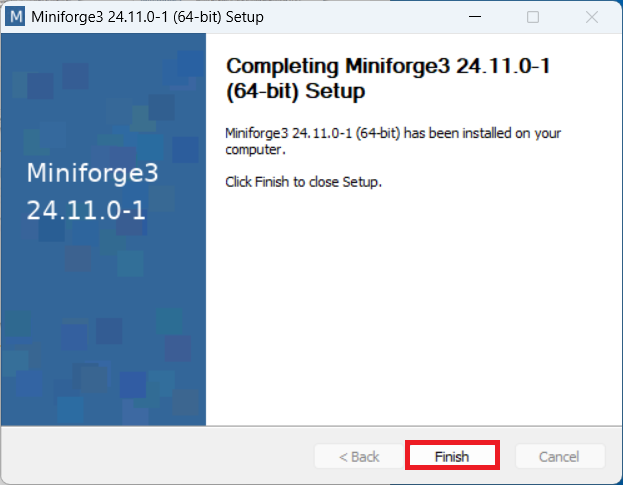 M Miniforge3 24.11.0-1 (64-bit) Setup
Completing Miniforge3 24.11.0-1
(64-bit) Setup
Miniforge3 24.11.0-1 (64-bit) has been installed on your
computer.
Click Finish to close Setup.
Miniforge3
24.11.0-1
< Back
Finish
Cancel